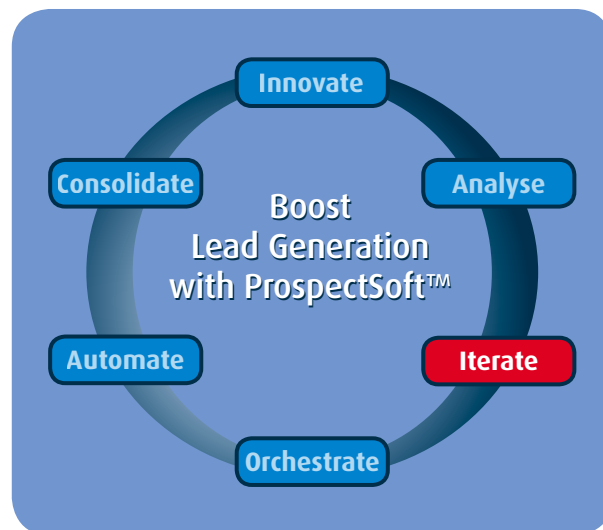 Innovate
Consolidate
Analyse
Boost
Lead Generation
with ProspectSoft™
Automate
Iterate
Orchestrate